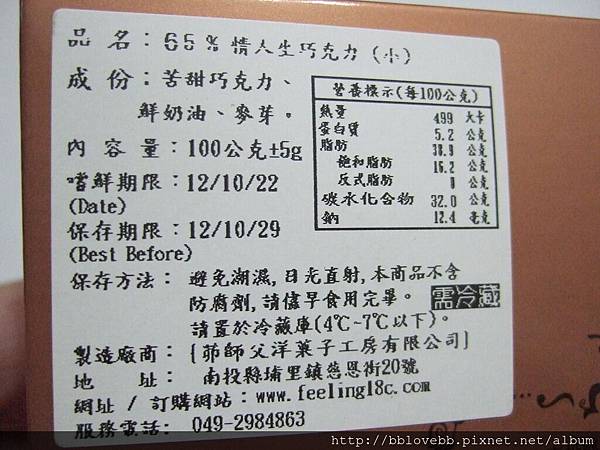 品 名：65%情人生巧克力(小)
成 份：苦甜巧克力、
鮮奶油、麥芽。
內 容 量：100公克±5g
嚐鮮期限：12/10/22
(Date)
保存期限：12/10/29
(Best Before)
營養標示(每100公克)
熱量 499 大卡
蛋白質 5.2 公克
脂肪 38.9 公克
飽和脂肪 16.2 公克
反式脂肪 0 公克
碳水化合物 32.0 公克
鈉 12.4 毫克
保存方法： 避免潮濕,日光直射,本商品不含
防腐劑,請儘早食用完畢。
需冷藏
請置於冷藏庫(4℃~7℃以下)。
製造廠商：[茆師父洋菓子工房有限公司]
地 址： 南投縣埔里鎮慈恩街20號
網址 / 訂購網站：www.feeling18c.com
服務電話： 049-2984863
http://bblovebb.pixnet.net/album